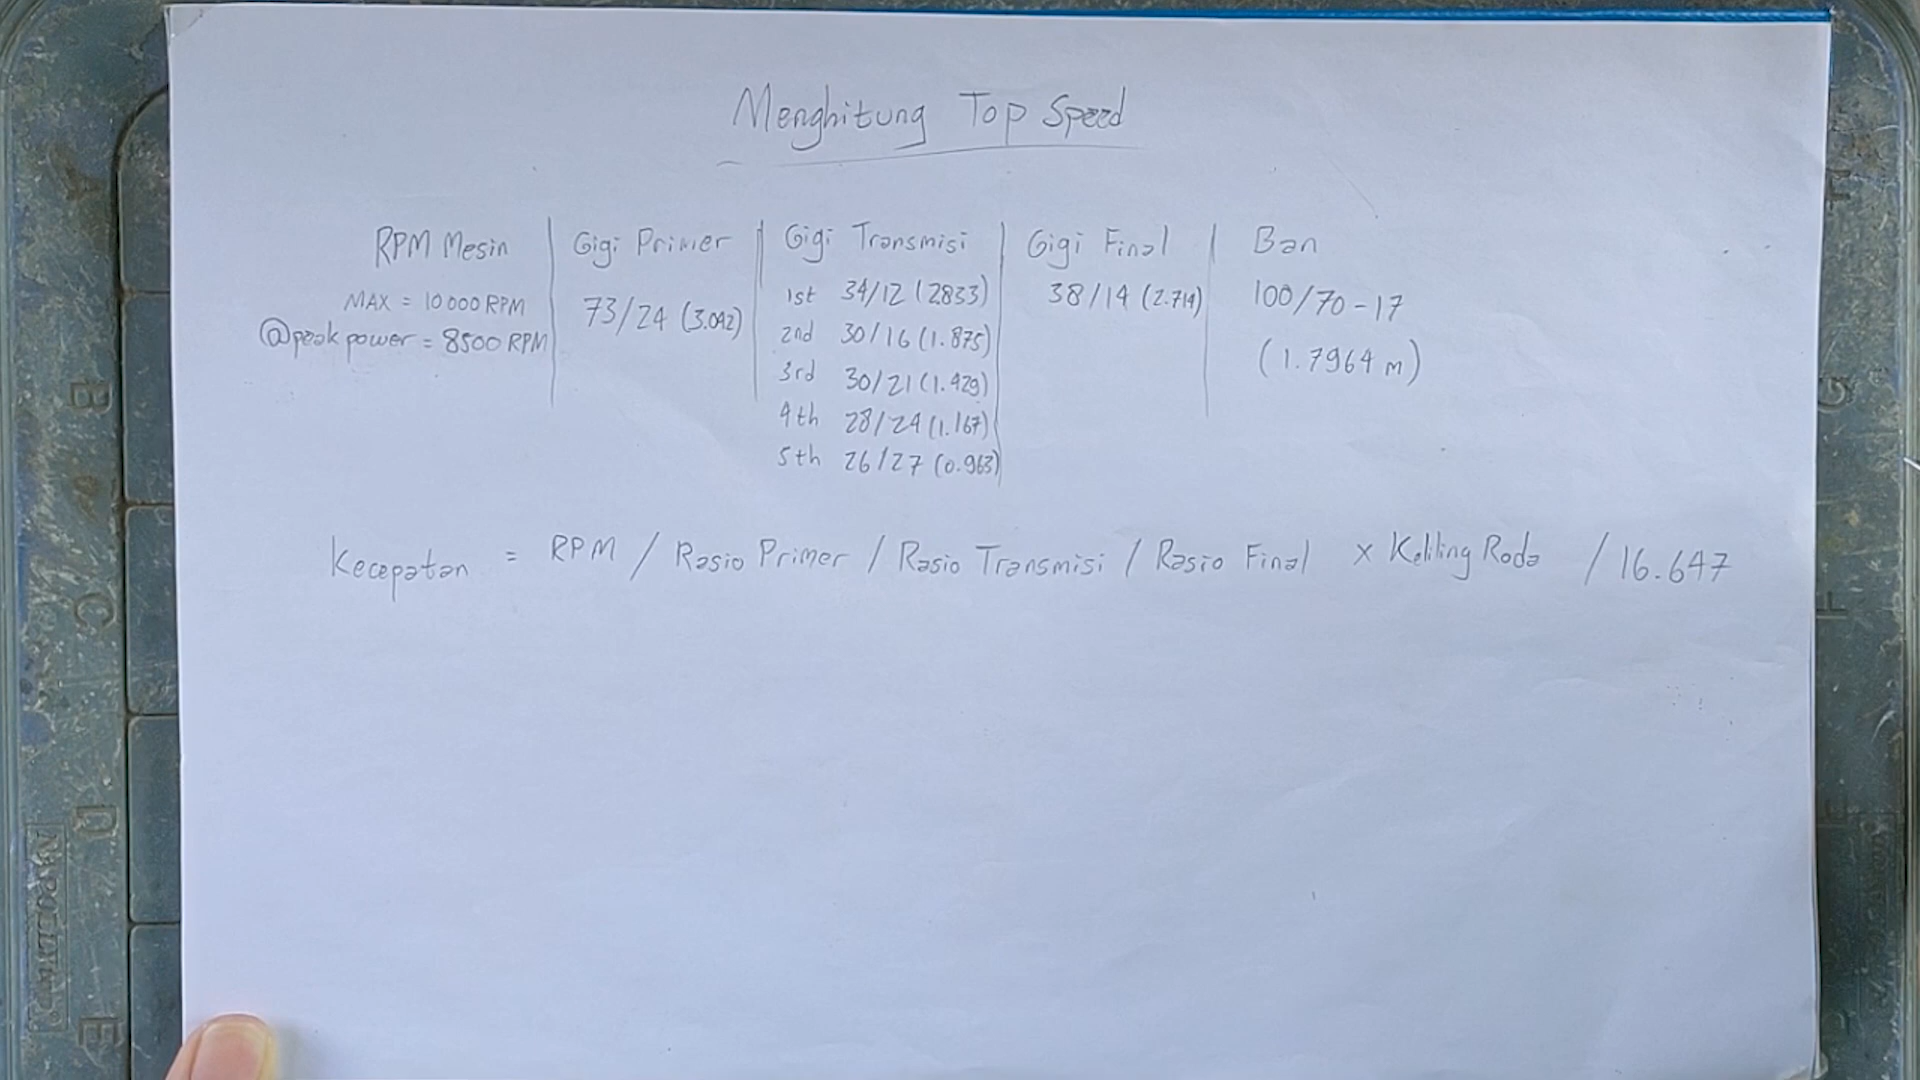 Menghitung Top Speed
RPM Mesin
MAX = 10000 RPM
@peak power = 8500 RPM
Gigi Primer
73/24 (3.042)
Gigi Transmisi
1st 34/12 (2833)
2nd 30/16 (1.875)
3rd 30/21 (1.429)
4th 28/24 (1.167)
5th 26/27 (0.963)
Gigi Final
38/14 (2.714)
Ban
100/70-17
(1.7964 m)
Kecepatan = RPM / Rasio Primer / Rasio Transmisi / Rasio Final x Keliling Roda / 16.647
A
B
C
D
E